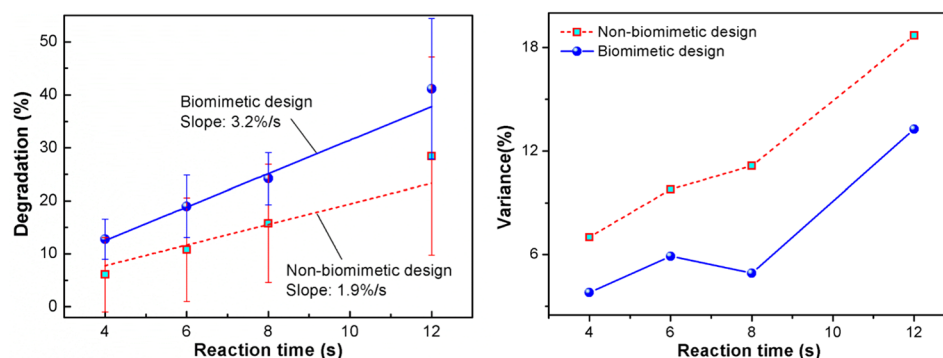 50
40
30
20
10
0
Degradation (%)
Biomimetic design
Slope: 3.2%/s
Non-biomimetic design
Slope: 1.9%/s
4 6 8 10 12
Reaction time (s)
18
12
6
Variance(%)
Non-biomimetic design
Biomimetic design
4 6 8 10 12
Reaction time (s)